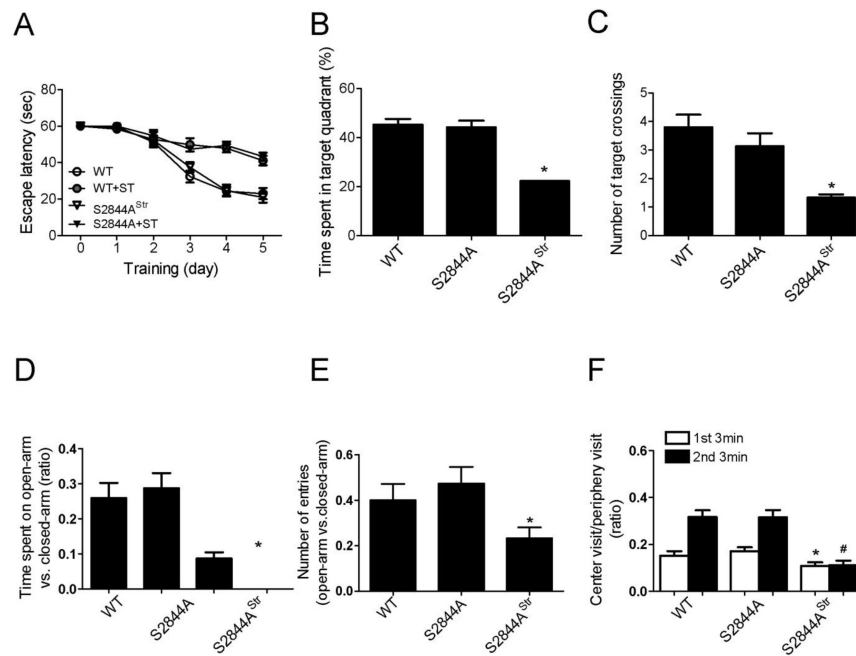 A
Escape latency (sec)
80
60
40
20
0
WT
WT+ST
S2844A^Str
S2844A+ST
0 1 2 3 4 5
Training (day)
B
Time spent in target quadrant (%)
60
40
20
0
*
WT
S2844A
S2844A^Str
C
Number of target crossings
5
4
3
2
1
0
*
WT
S2844A
S2844A^Str
D
Time spent on open-arm
vs. closed-arm (ratio)
0.4
0.3
0.2
0.1
0.0
*
WT
S2844A
S2844A^Str
E
Number of entries
(open-arm vs.closed-arm)
0.6
0.4
0.2
0.0
*
WT
S2844A
S2844A^Str
F
1st 3min
2nd 3min
Center visit/periphery visit
(ratio)
0.6
0.4
0.2
0.0
* #
WT
S2844A
S2844A^Str